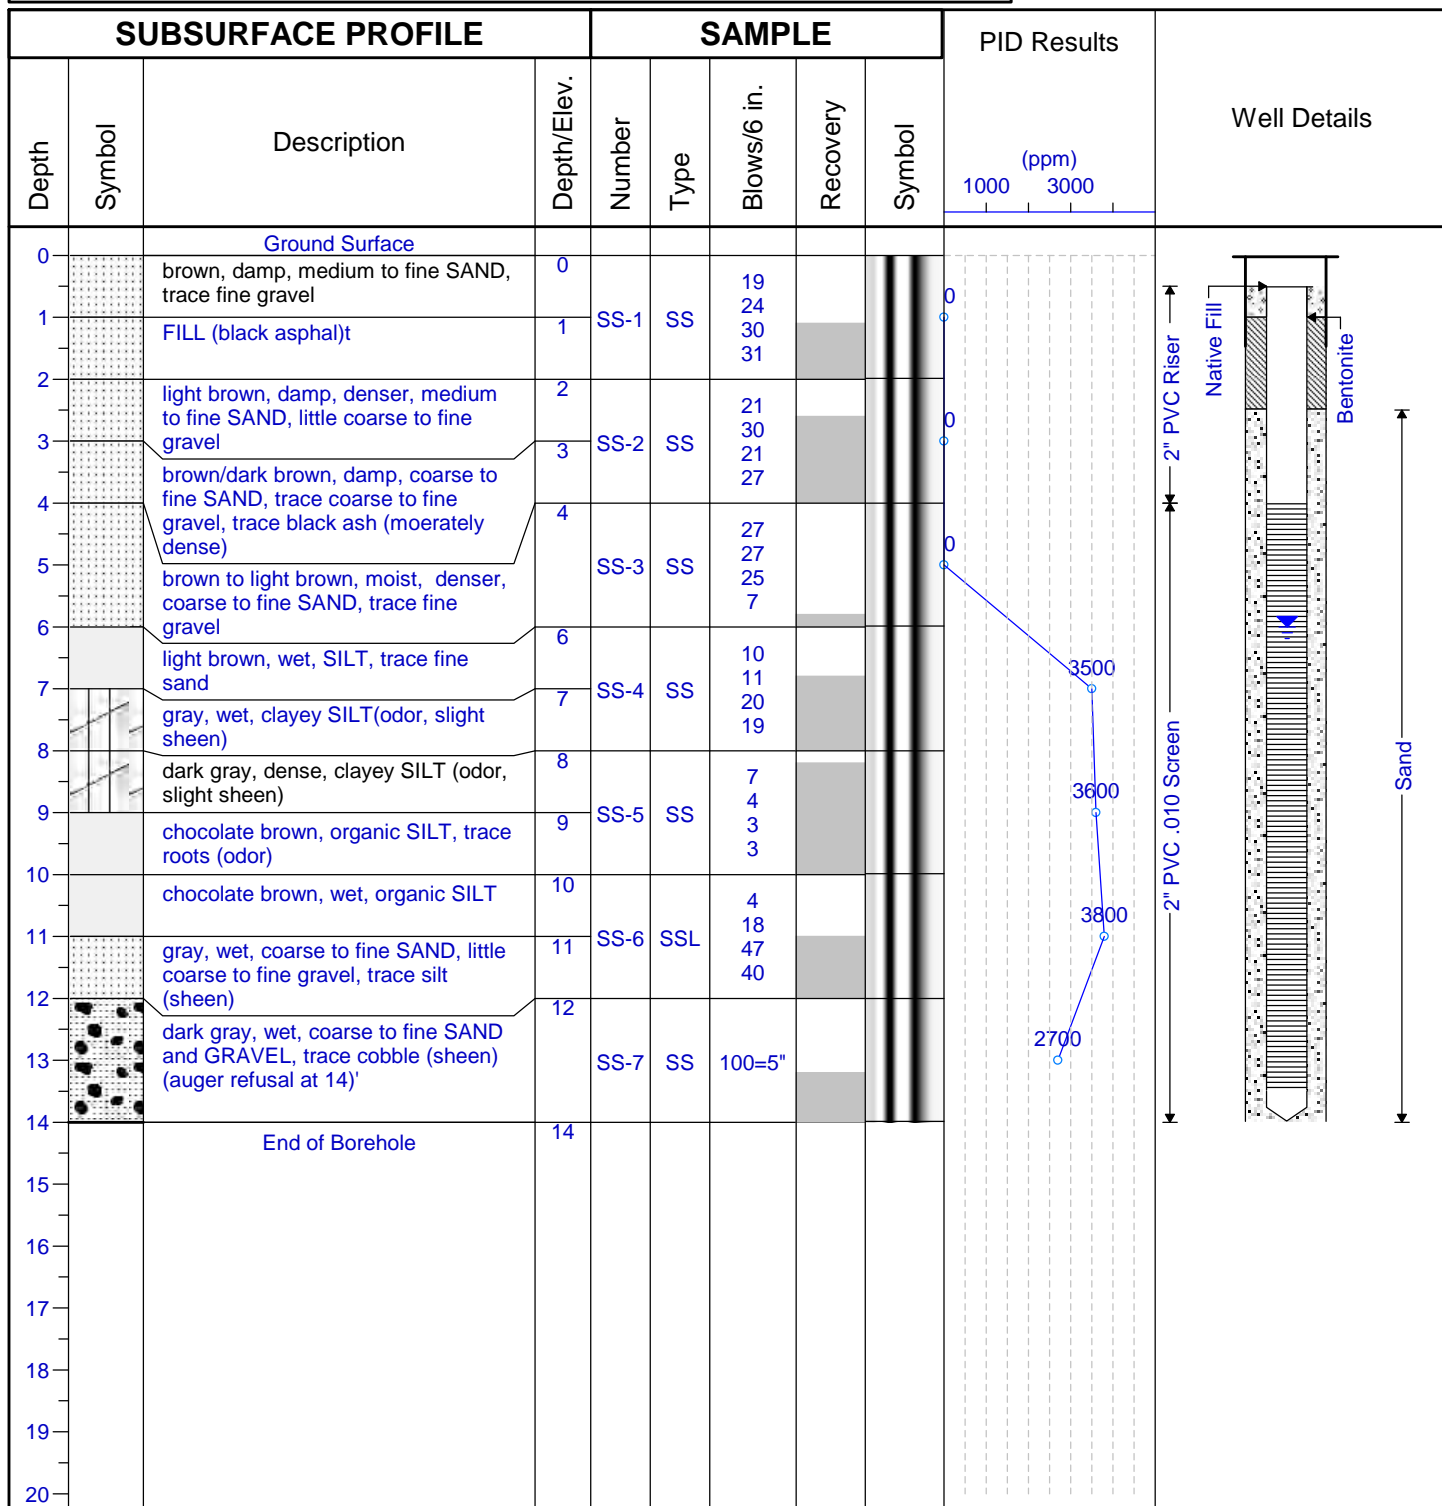 SUBSURFACE PROFILE
SAMPLE
PID Results
Well Details
Depth
Symbol
Description
Depth/Elev.
Number
Type
Blows/6 in.
Recovery
Symbol
(ppm)
1000 3000
Ground Surface
0
brown, damp, medium to fine SAND,
trace fine gravel
0
1
FILL (black asphal)t
1
SS-1 SS
19
24
30
31
0
2
light brown, damp, denser, medium
to fine SAND, little coarse to fine
gravel
2
3
3
SS-2 SS
21
30
21
27
0
brown/dark brown, damp, coarse to
fine SAND, trace coarse to fine
gravel, trace black ash (moerately
dense)
4
4
5
SS-3 SS
27
27
25
7
0
brown to light brown, moist, denser,
coarse to fine SAND, trace fine
gravel
6
6
light brown, wet, SILT, trace fine
sand
7
7
SS-4 SS
10
11
20
19
3500
gray, wet, clayey SILT(odor, slight
sheen)
8
8
dark gray, dense, clayey SILT (odor,
slight sheen)
9
9
SS-5 SS
7
4
3
3
3600
chocolate brown, organic SILT, trace
roots (odor)
10
10
chocolate brown, wet, organic SILT
11
11
SS-6 SSL
4
18
47
40
3800
gray, wet, coarse to fine SAND, little
coarse to fine gravel, trace silt
(sheen)
12
12
dark gray, wet, coarse to fine SAND
and GRAVEL, trace cobble (sheen)
(auger refusal at 14)'
13
SS-7 SS
100=5"
2700
14
14
End of Borehole
15
16
17
18
19
20
2" PVC Riser
2" PVC .010 Screen
Native Fill
Bentonite
Sand